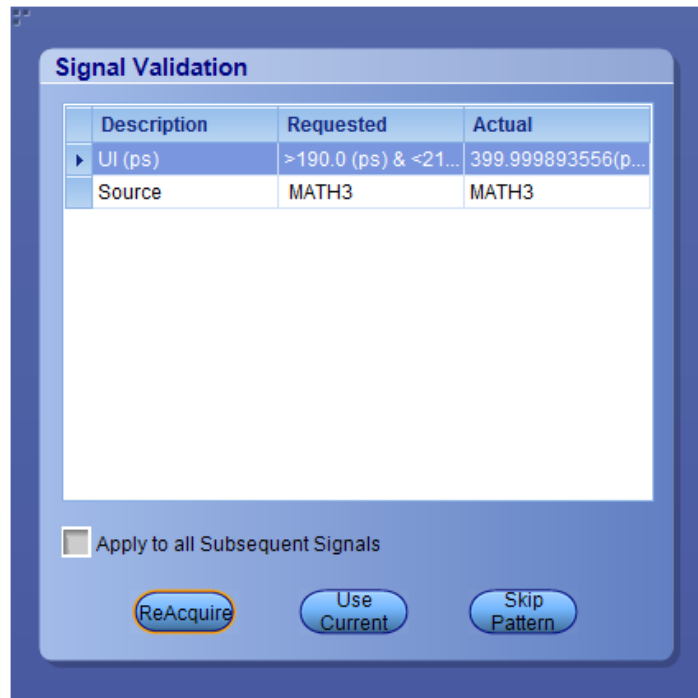 Signal Validation
Description Requested Actual
UI (ps) >190.0 (ps) & <21... 399.999893556(p...
Source MATH3 MATH3
Apply to all Subsequent Signals
ReAcquire Use Current Skip Pattern